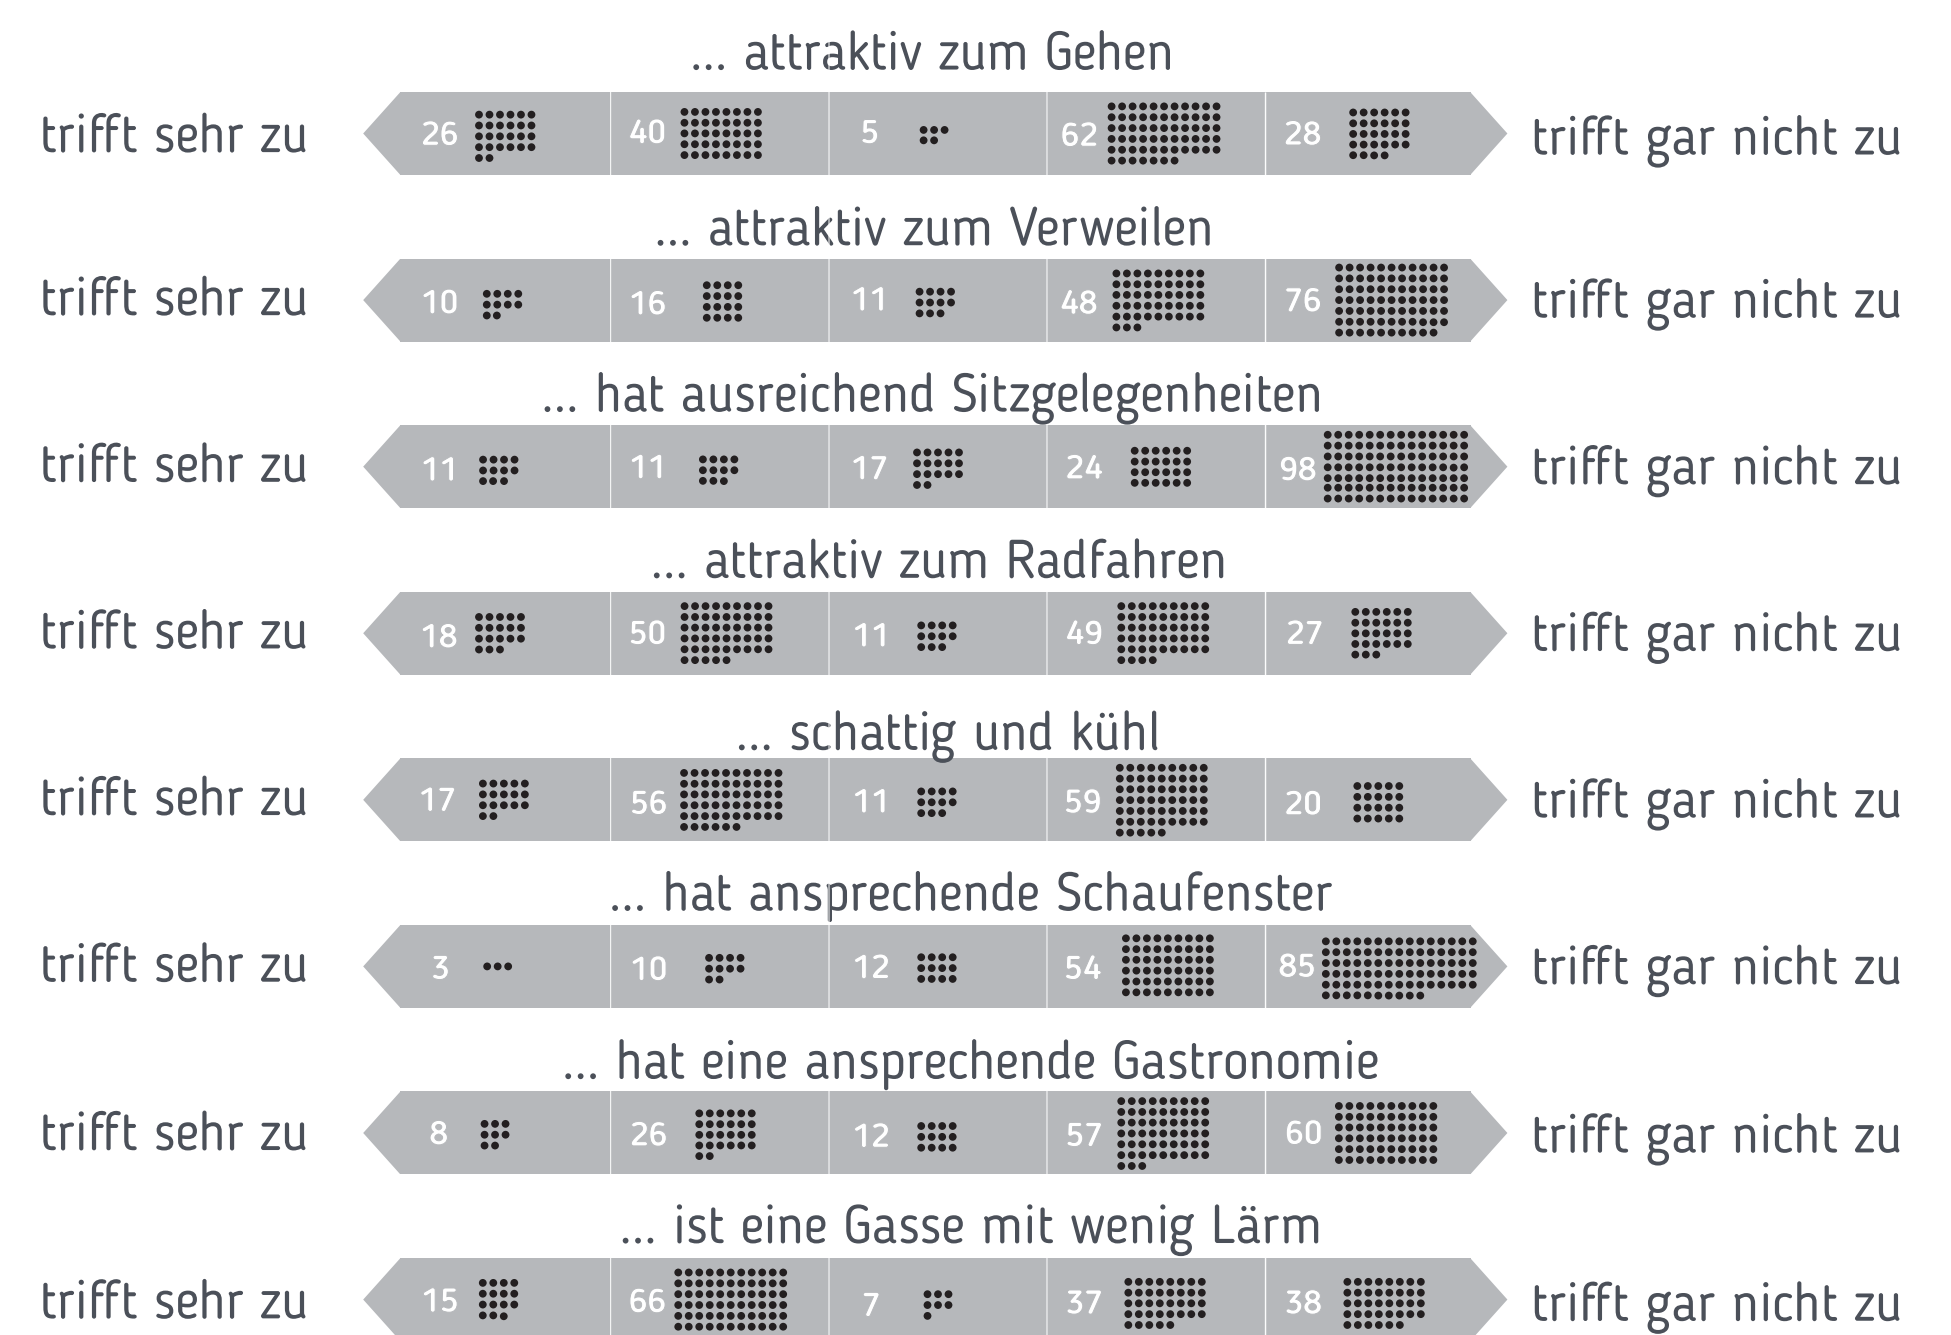 ... attraktiv zum Gehen
trifft sehr zu 26 40 5 62 28 trifft gar nicht zu
... attraktiv zum Verweilen
trifft sehr zu 10 16 11 48 76 trifft gar nicht zu
... hat ausreichend Sitzgelegenheiten
trifft sehr zu 11 11 17 24 98 trifft gar nicht zu
... attraktiv zum Radfahren
trifft sehr zu 18 50 11 49 27 trifft gar nicht zu
... schattig und kühl
trifft sehr zu 17 56 11 59 20 trifft gar nicht zu
... hat ansprechende Schaufenster
trifft sehr zu 3 10 12 54 85 trifft gar nicht zu
... hat eine ansprechende Gastronomie
trifft sehr zu 8 26 12 57 60 trifft gar nicht zu
... ist eine Gasse mit wenig Lärm
trifft sehr zu 15 66 7 37 38 trifft gar nicht zu